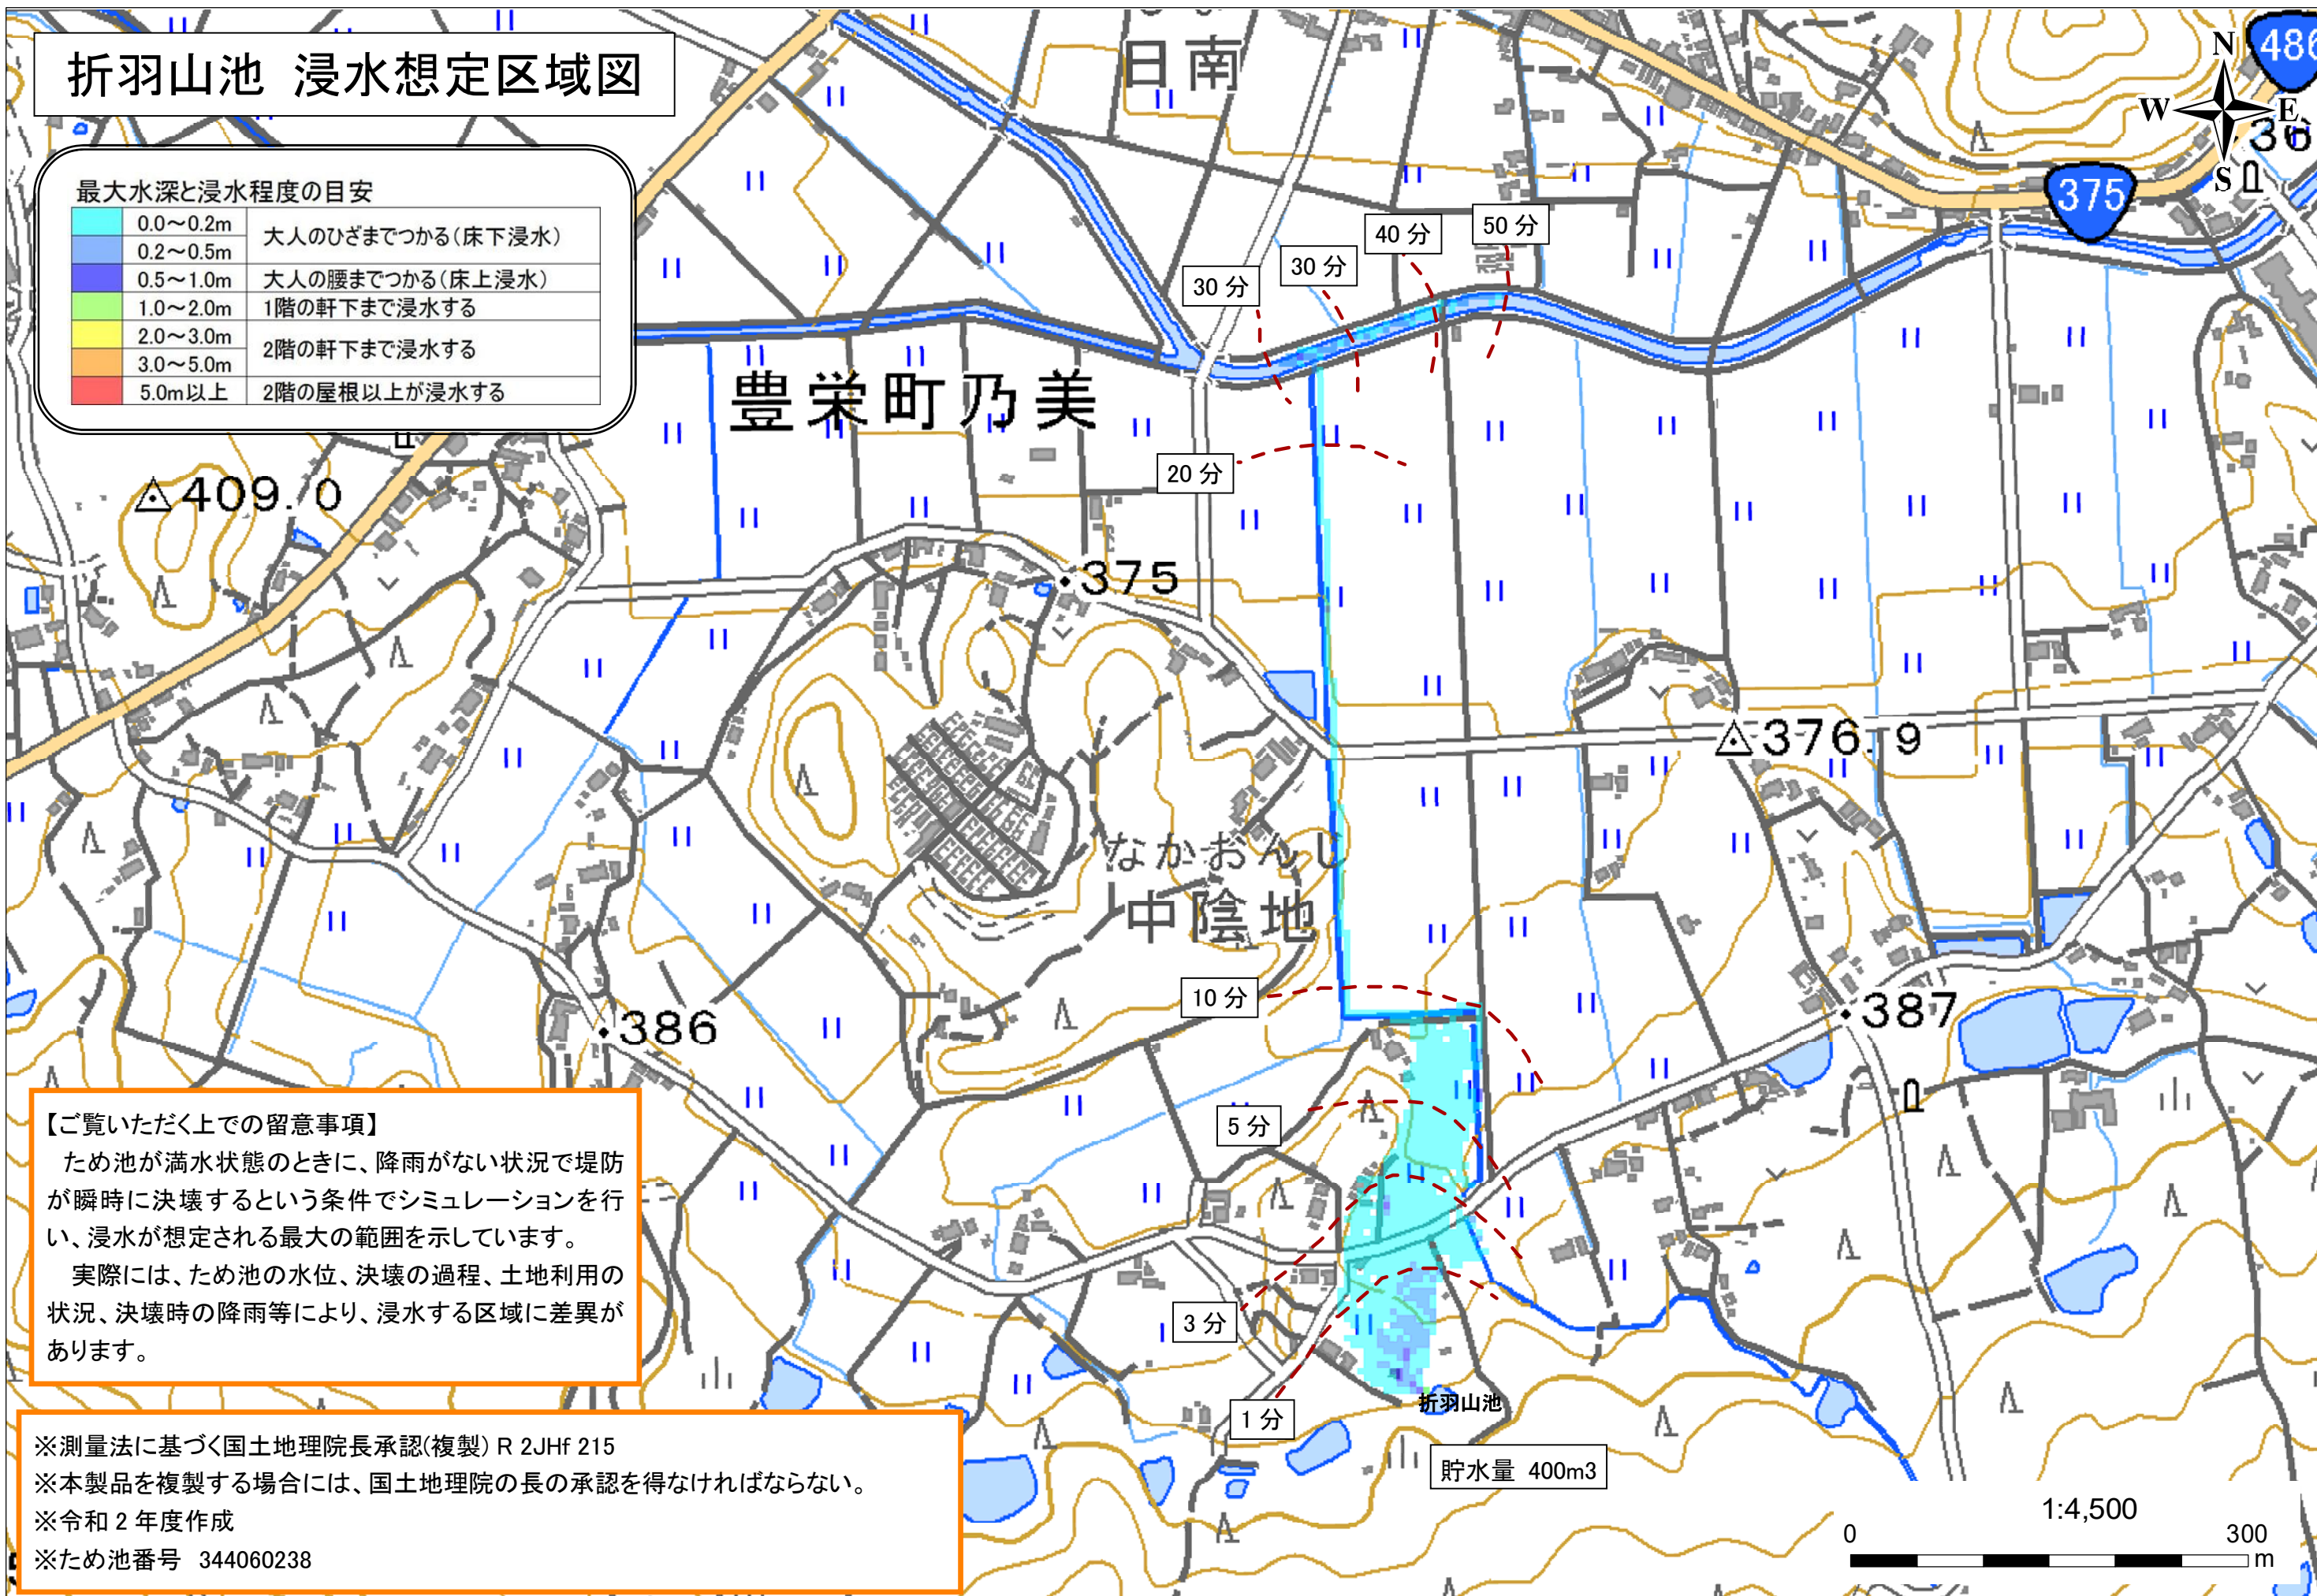 折羽山池 浸水想定区域図
最大水深と浸水程度の目安
0.0～0.2m
大人のひざまでつかる(床下浸水)
0.2～0.5m
0.5～1.0m 大人の腰までつかる(床上浸水)
1.0～2.0m 1階の軒下まで浸水する
2.0～3.0m
2階の軒下まで浸水する
3.0～5.0m
5.0m以上 2階の屋根以上が浸水する
日南
N
W E
S
486
36
375
50 分
40 分
30 分
30 分
豊栄町乃美
20 分
409.0
375
376.9
なかおんじ
中陰地
10 分
387
386
5 分
3 分
1 分
折羽山池
貯水量 400m3
【ご覧いただく上での留意事項】
ため池が満水状態のときに、降雨がない状況で堤防
が瞬時に決壊するという条件でシミュレーションを行
い、浸水が想定される最大の範囲を示しています。
実際には、ため池の水位、決壊の過程、土地利用の
状況、決壊時の降雨等により、浸水する区域に差異が
あります。
※測量法に基づく国土地理院長承認(複製) R 2JHf 215
※本製品を複製する場合には、国土地理院の長の承認を得なければならない。
※令和 2 年度作成
※ため池番号 344060238
1:4,500
0 300
m